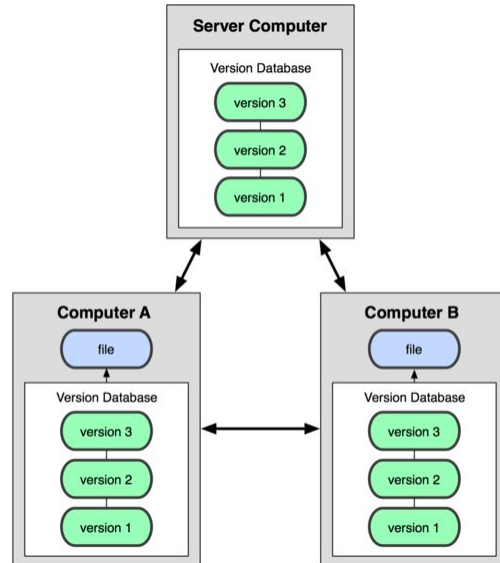 Server Computer
Version Database
version 3
version 2
version 1
Computer A
file
Version Database
version 3
version 2
version 1
Computer B
file
Version Database
version 3
version 2
version 1